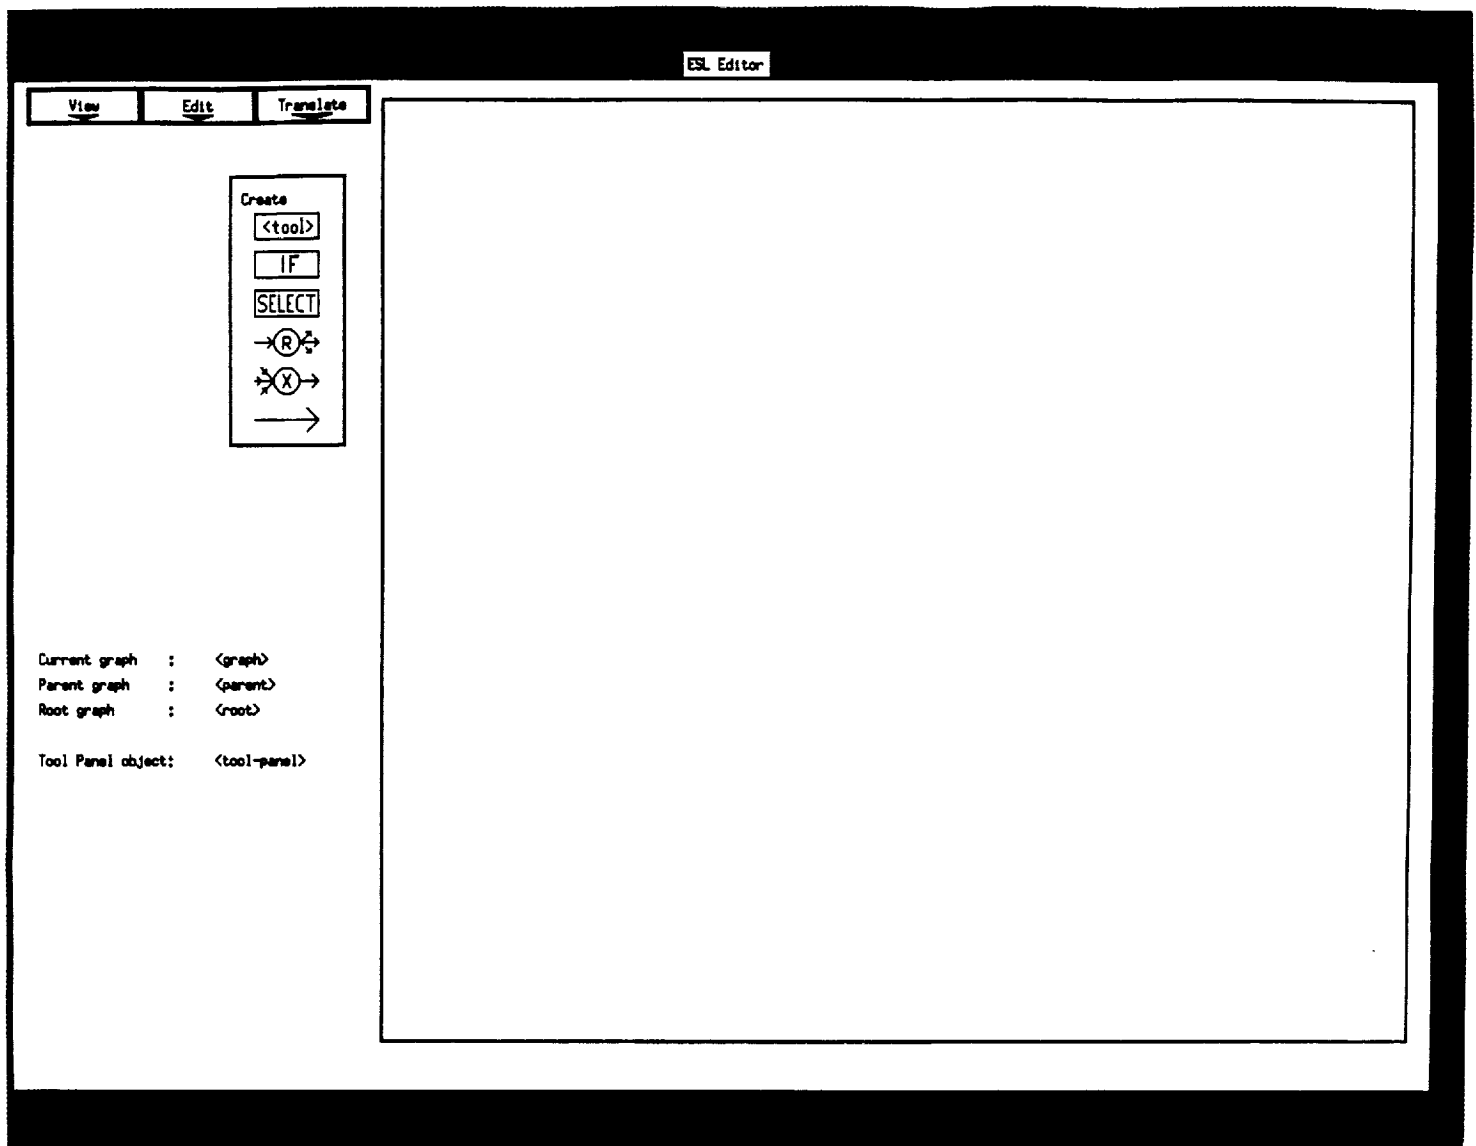 ESL Editor
View Edit Translate
Create
<tool>
IF
SELECT
R
X
Current graph : <graph>
Parent graph : <parent>
Root graph : <root>
Tool Panel object: <tool-panel>